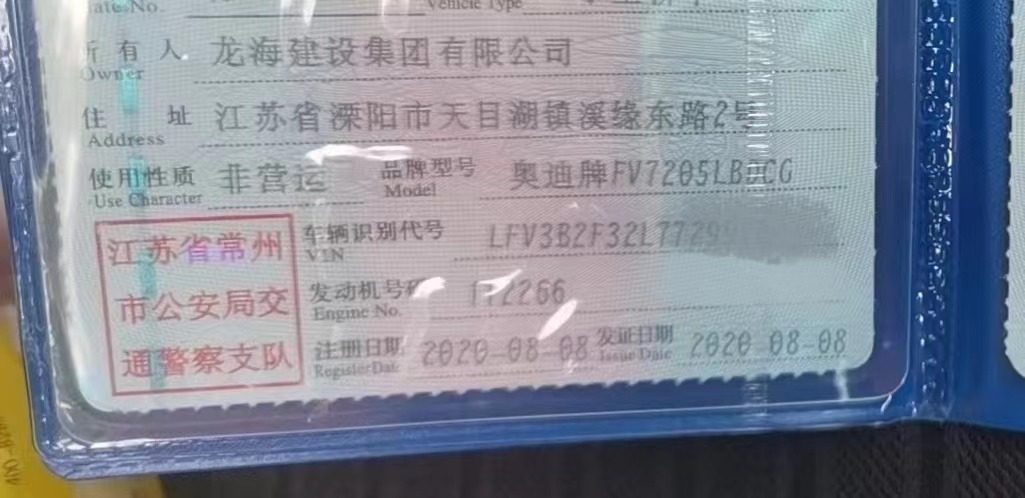 ate No. Vehicle Type
所有人 龙海建设集团有限公司
Owner
住址 江苏省溧阳市天目湖镇溪缘东路2号
Address
使用性质 非营运 品牌型号 奥迪牌FV7205LBDCG
Use Character Model
江苏省常州 车辆识别代号 LFV3B2F32L7729
VIN
市公安局交 发动机号码 2266
Engine No.
通警察支队 注册日期 2020-08-08 发证日期 2020-08-08
Register Date Issue Date